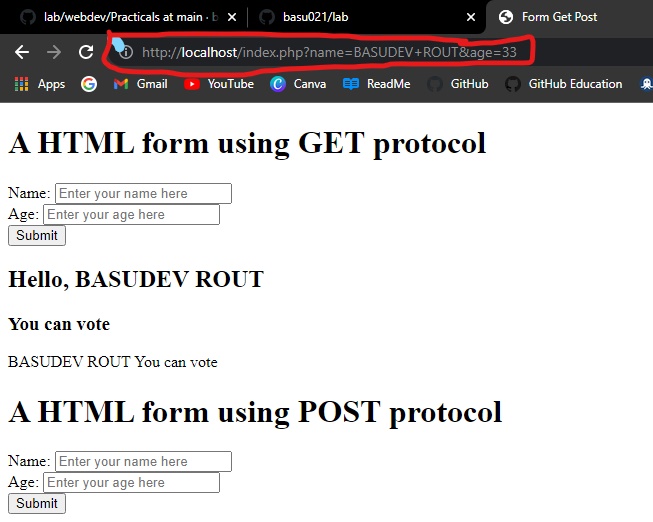 lab/webdev/Practicals at main · b
basu021/lab
Form Get Post
http://localhost/index.php?name=BASUDEV+ROUT&age=33
Apps Gmail YouTube Canva ReadMe GitHub GitHub Education
A HTML form using GET protocol
Name: Enter your name here
Age: Enter your age here
Submit
Hello, BASUDEV ROUT
You can vote
BASUDEV ROUT You can vote
A HTML form using POST protocol
Name: Enter your name here
Age: Enter your age here
Submit